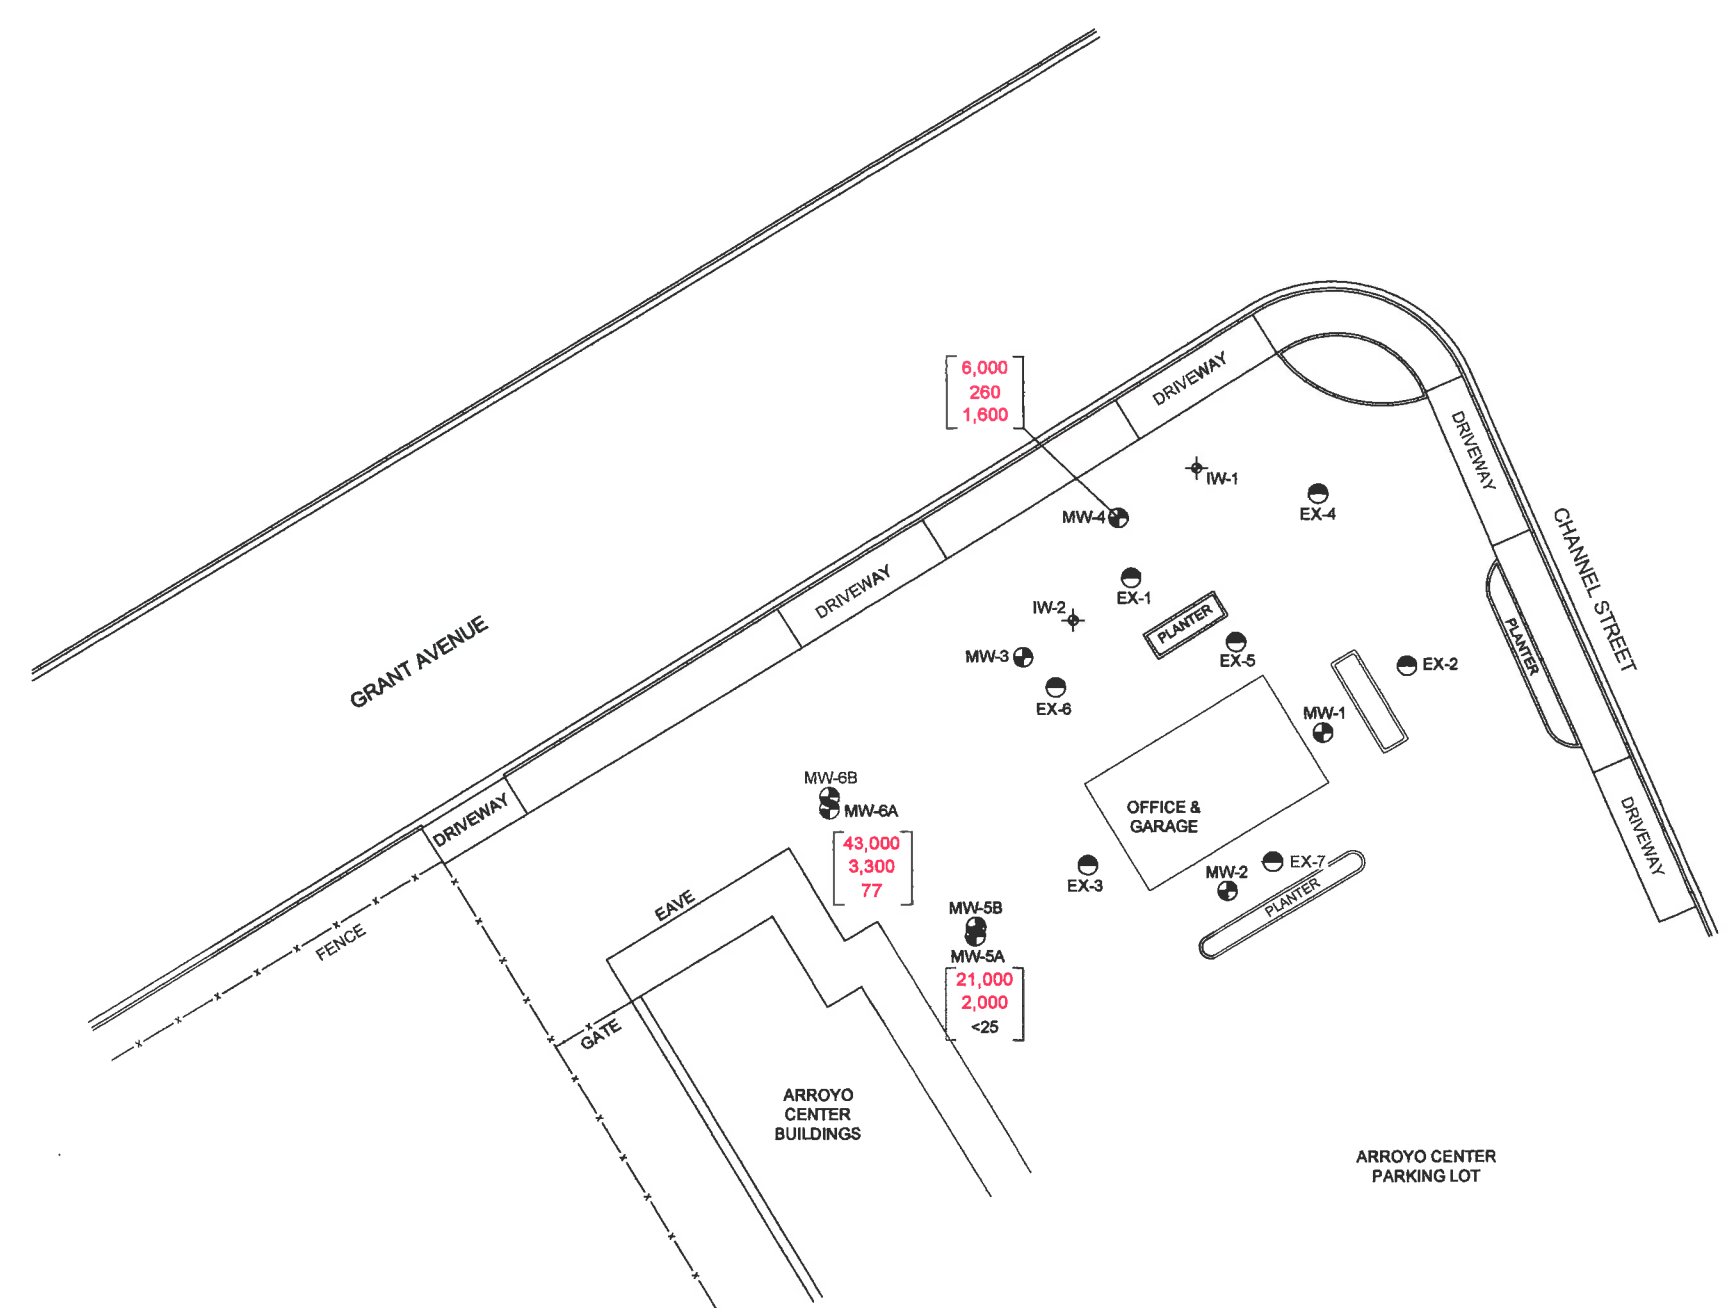 6,000
260
1,600
DRIVEWAY
DRIVEWAY
IW-1
MW-4
EX-4
CHANNEL STREET
DRIVEWAY
EX-1
IW-2
PLANTER
PLANTER
GRANT AVENUE
MW-3
EX-5
EX-2
EX-6
MW-1
MW-6B
MW-6A
DRIVEWAY
OFFICE &
GARAGE
DRIVEWAY
43,000
3,300
77
EX-3
MW-2
EX-7
PLANTER
EAVE
FENCE
MW-5B
MW-5A
21,000
2,000
<25
GATE
ARROYO
CENTER
BUILDINGS
ARROYO CENTER
PARKING LOT